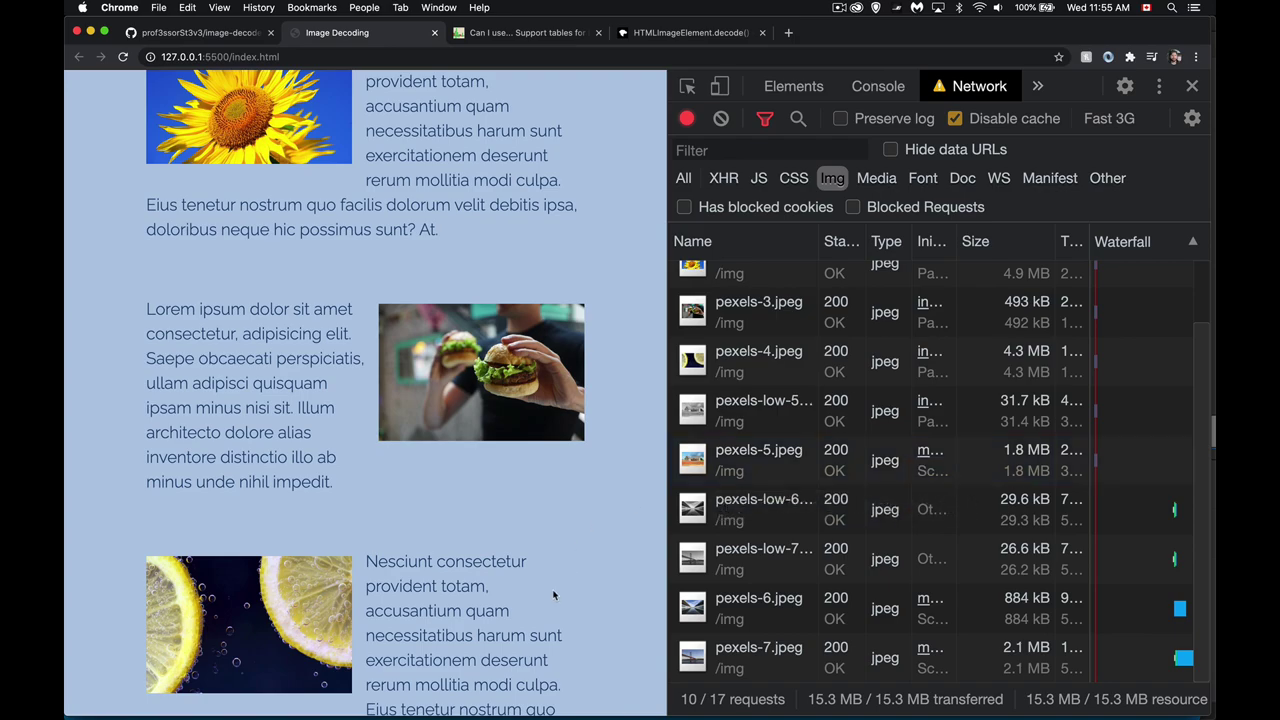 Chrome File Edit View History Bookmarks People Tab Window Help 100% Wed 11:55 AM
prof3ssorSt3v3/image-decode Image Decoding Can I use... Support tables for HTMLImageElement.decode()
127.0.0.1:5500/index.html
Elements Console Network
Preserve log Disable cache Fast 3G
Filter Hide data URLs
All XHR JS CSS Img Media Font Doc WS Manifest Other
Has blocked cookies Blocked Requests
Name Sta... Type Ini... Size T... Waterfall
/img OK jpeg Pa... 4.9 MB 2...
pexels-3.jpeg 200 in... 493 kB 2...
/img OK jpeg Pa... 492 kB 1...
pexels-4.jpeg 200 in... 4.3 MB 1...
/img OK jpeg Pa... 4.3 MB 2...
pexels-low-5... 200 in... 31.7 kB 4...
/img OK jpeg Pa... 31.4 kB 3...
pexels-5.jpeg 200 m... 1.8 MB 2...
/img OK jpeg Sc... 1.8 MB 3...
pexels-low-6... 200 29.6 kB 7...
/img OK jpeg Ot... 29.3 kB 5...
pexels-low-7... 200 26.6 kB 7...
/img OK jpeg Ot... 26.2 kB 5...
pexels-6.jpeg 200 m... 884 kB 9...
/img OK jpeg Sc... 884 kB 5...
pexels-7.jpeg 200 m... 2.1 MB 1...
/img OK jpeg Sc... 2.1 MB 5...
10 / 17 requests 15.3 MB / 15.3 MB transferred 15.3 MB / 15.3 MB resource
provident totam,
accusantium quam
necessitatibus harum sunt
exercitationem deserunt
rerum mollitia modi culpa.
Eius tenetur nostrum quo facilis dolorum velit debitis ipsa,
doloribus neque hic possimus sunt? At.
Lorem ipsum dolor sit amet
consectetur, adipisicing elit.
Saepe obcaecati perspiciatis,
ullam adipisci quisquam
ipsam minus nisi sit. Illum
architecto dolore alias
inventore distinctio illo ab
minus unde nihil impedit.
Nesciunt consectetur
provident totam,
accusantium quam
necessitatibus harum sunt
exercitationem deserunt
rerum mollitia modi culpa.
Eius tenetur nostrum quo